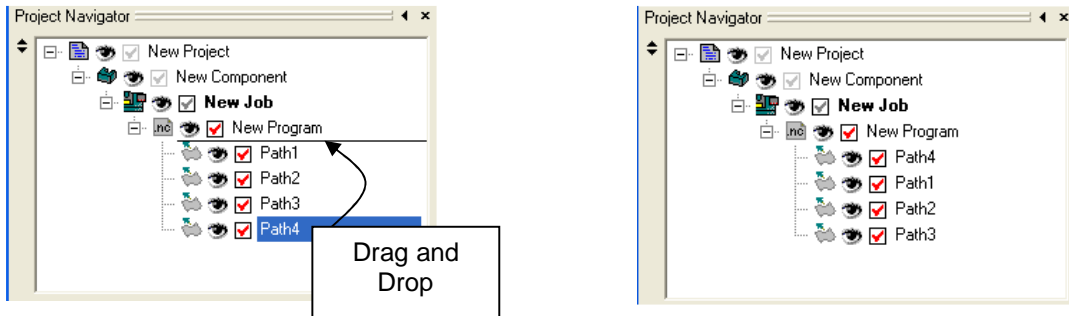 Project Navigator
New Project
New Component
New Job
.nc New Program
Path1
Path2
Path3
Path4
Drag and
Drop
Project Navigator
New Project
New Component
New Job
.nc New Program
Path4
Path1
Path2
Path3